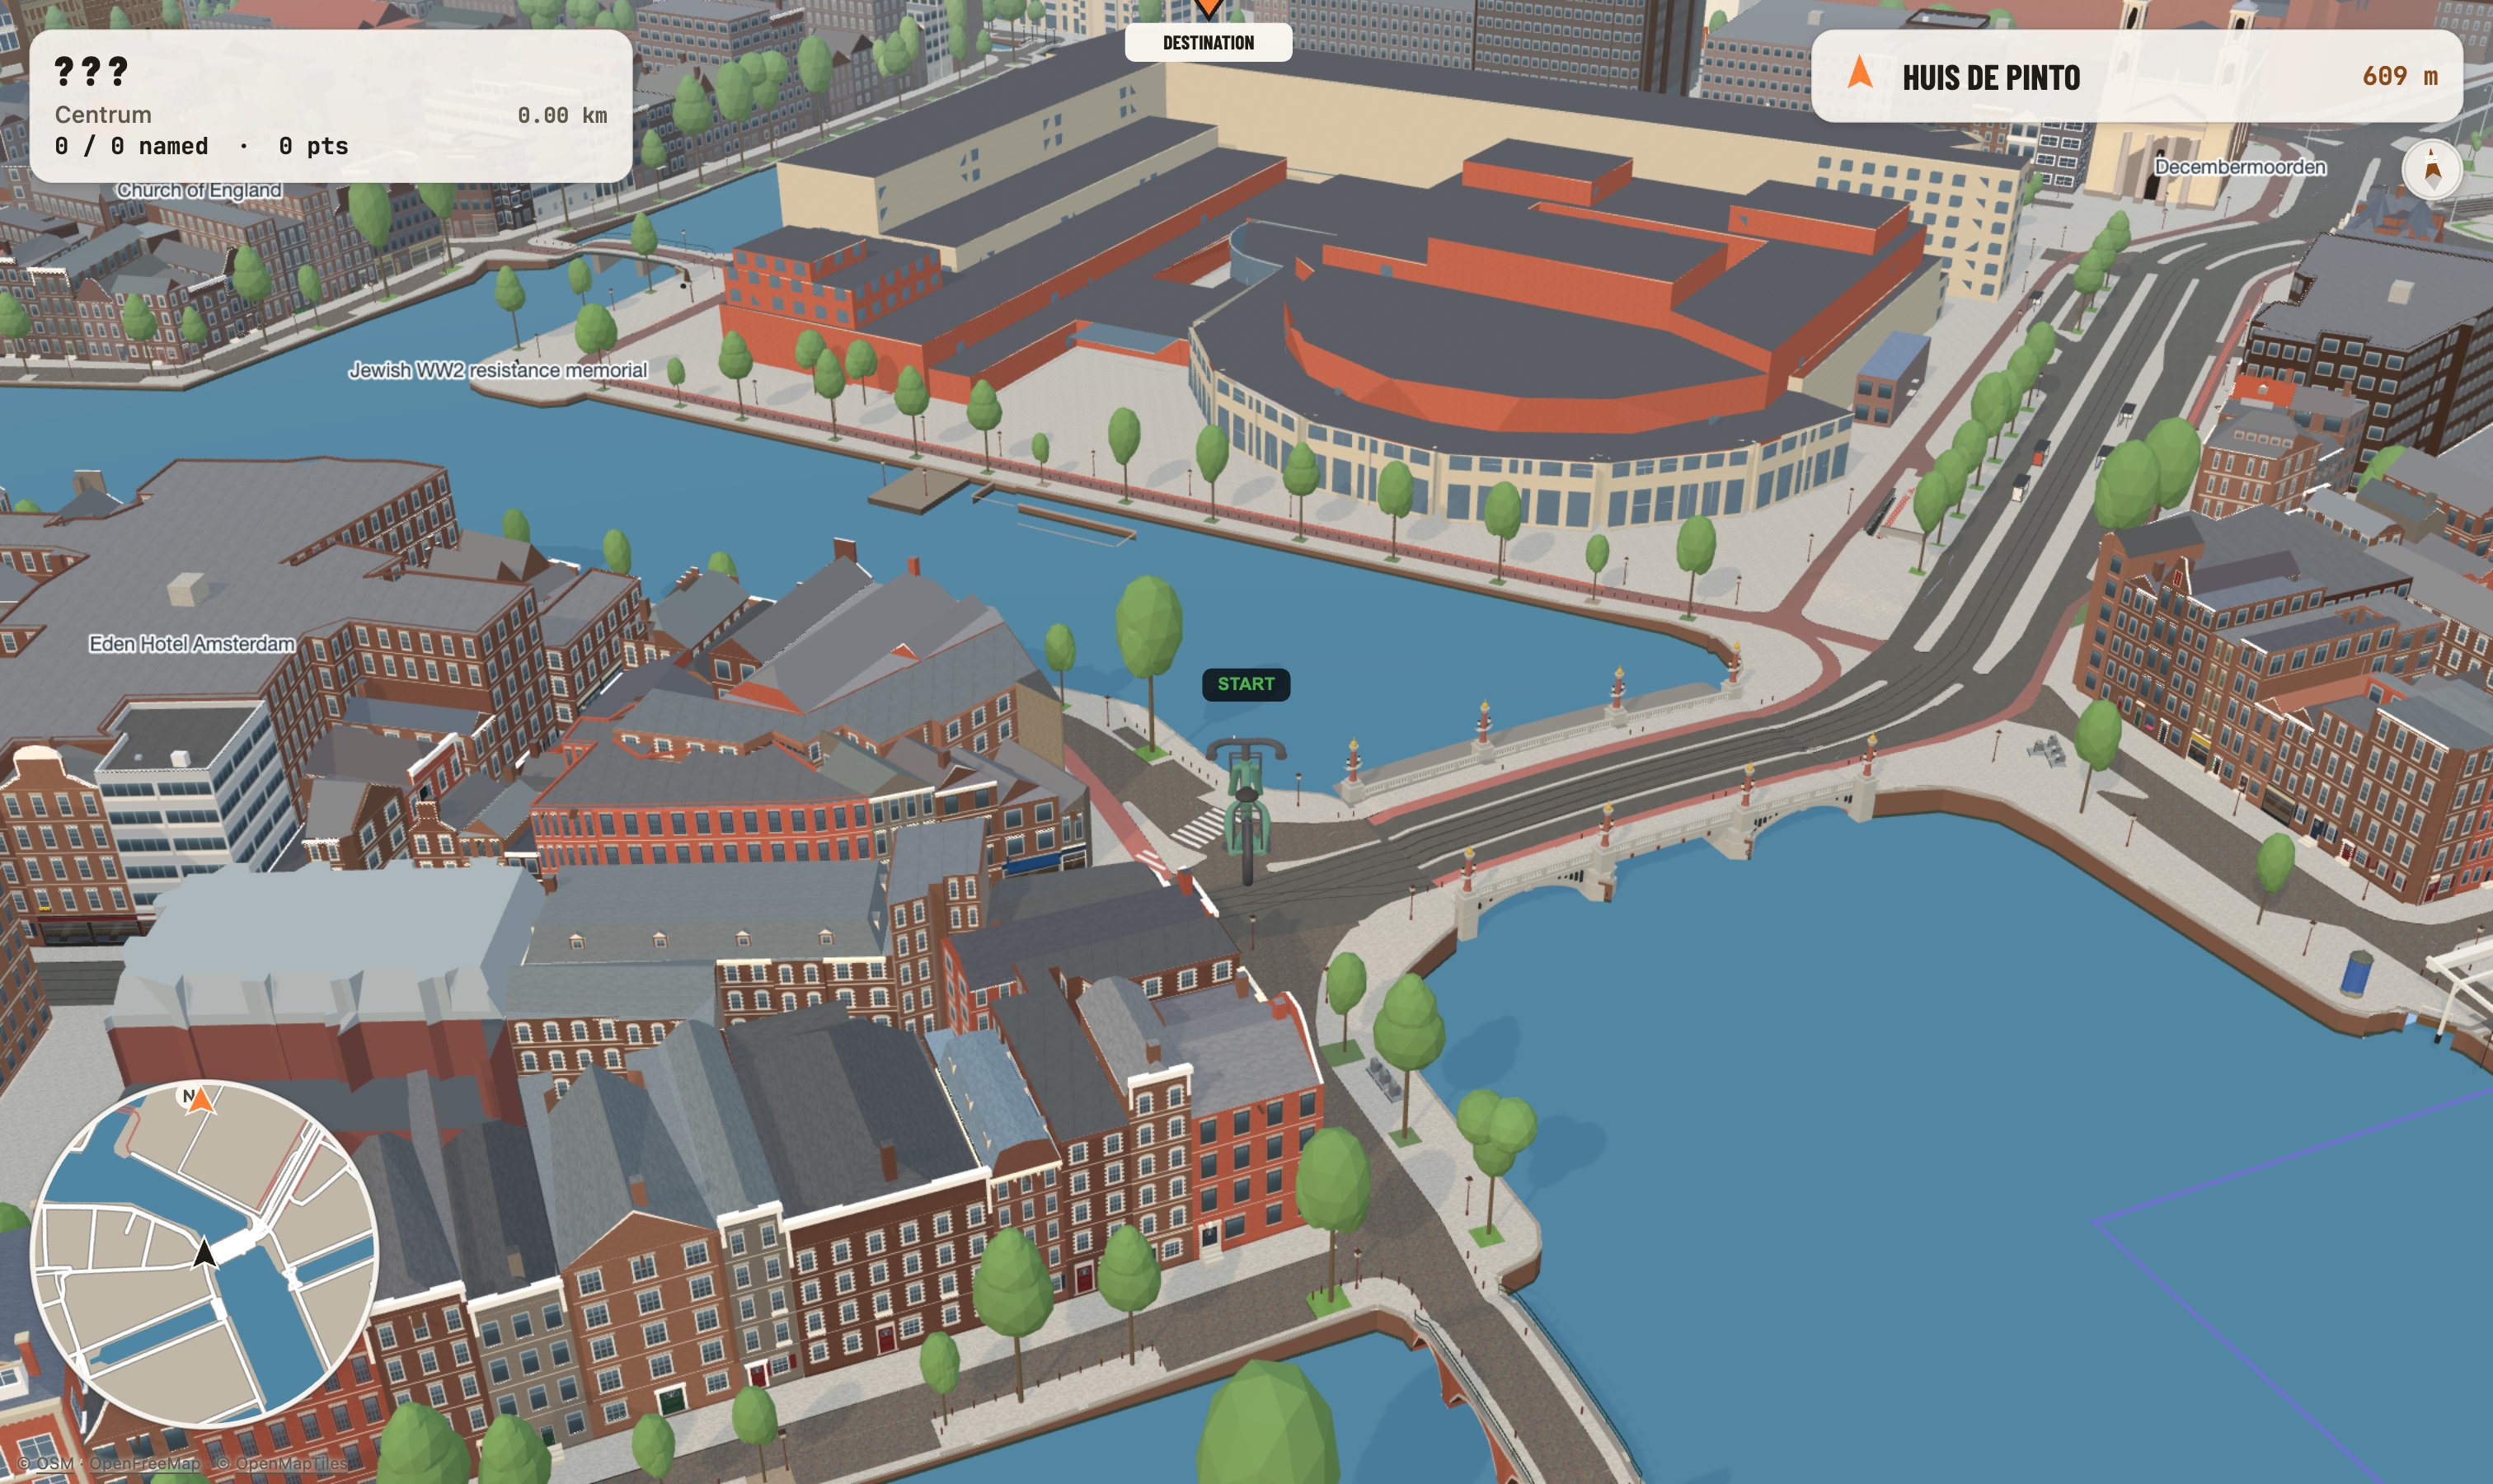 ???
Centrum 0.00 km
0 / 0 named · 0 pts
DESTINATION
HUIS DE PINTO 609 m
Church of England
Decembermoorden
Jewish WW2 resistance memorial
Eden Hotel Amsterdam
START
N
© OSM · OpenFreeMap · © OpenMapTiles